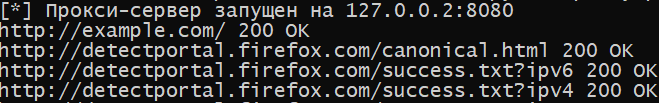 [*] Прокси-сервер запущен на 127.0.0.2:8080
http://example.com/ 200 OK
http://detectportal.firefox.com/canonical.html 200 OK
http://detectportal.firefox.com/success.txt?ipv6 200 OK
http://detectportal.firefox.com/success.txt?ipv4 200 OK